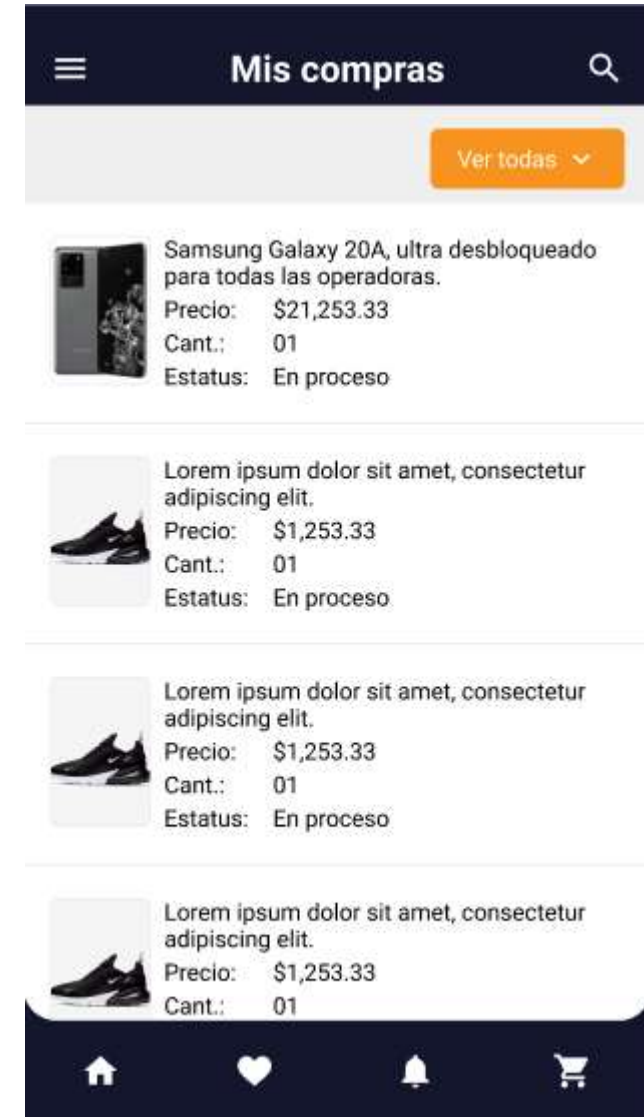 Mis compras
Ver todas
Samsung Galaxy 20A, ultra desbloqueado
para todas las operadoras.
Precio: $21,253.33
Cant.: 01
Estatus: En proceso
Lorem ipsum dolor sit amet, consectetur
adipiscing elit.
Precio: $1,253.33
Cant.: 01
Estatus: En proceso
Lorem ipsum dolor sit amet, consectetur
adipiscing elit.
Precio: $1,253.33
Cant.: 01
Estatus: En proceso
Lorem ipsum dolor sit amet, consectetur
adipiscing elit.
Precio: $1,253.33
Cant.: 01